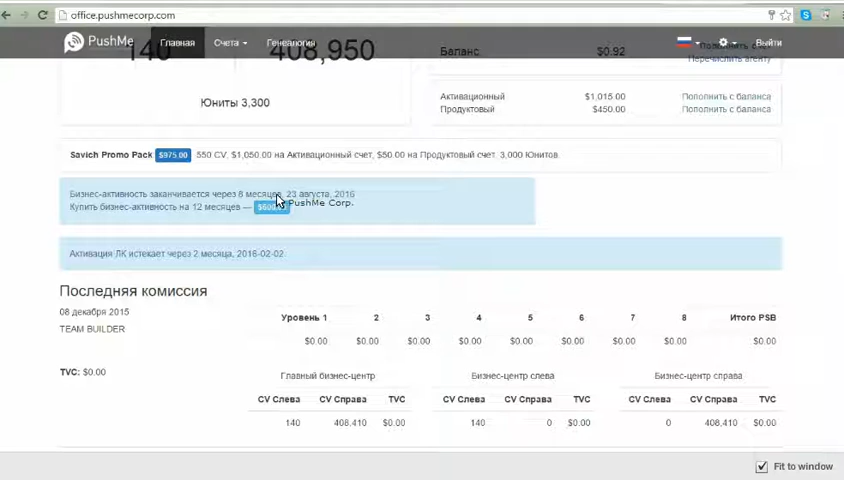 office.pushmecorp.com
PushMe Главная Счета Генеалогия Выйти
140 408,950
Баланс: $0.92
Перечислить агенту
Юниты 3,300
Активационный $1,015.00 Пополнить с баланса
Продуктовый $450.00 Пополнить с баланса
Savich Promo Pack $975.00 550 CV, $1,050.00 на Активационный счет, $50.00 на Продуктовый счет, 3,000 Юнитов
Бизнес-активность заканчивается через 8 месяцев, 23 августа, 2016
Купить бизнес-активность на 12 месяцев —
PushMe Corp.
Активация ЛК истекает через 2 месяца, 2016-02-02.
Последняя комиссия
08 декабря 2015
TEAM BUILDER
Уровень 1 2 3 4 5 6 7 8 Итого PSB
$0.00 $0.00 $0.00 $0.00 $0.00 $0.00 $0.00 $0.00 $0.00
TVC: $0.00
Главный бизнес-центр Бизнес-центр слева Бизнес-центр справа
CV Слева CV Справа TVC CV Слева CV Справа TVC CV Слева CV Справа TVC
140 408,410 $0.00 140 0 $0.00 0 408,410 $0.00
Fit to window